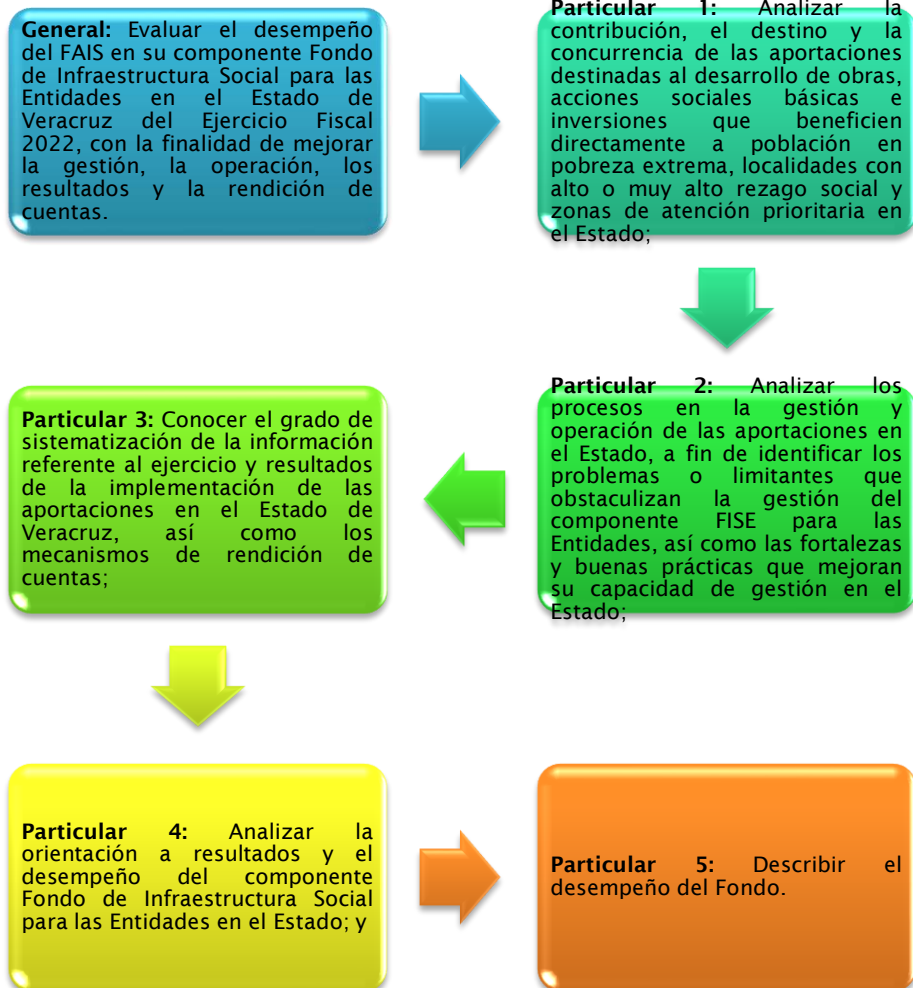 General: Evaluar el desempeño
del FAIS en su componente Fondo
de Infraestructura Social para las
Entidades en el Estado de
Veracruz del Ejercicio Fiscal
2022, con la finalidad de mejorar
la gestión, la operación, los
resultados y la rendición de
cuentas.
Particular 1: Analizar la
contribución, el destino y la
concurrencia de las aportaciones
destinadas al desarrollo de obras,
acciones sociales básicas e
inversiones que beneficien
directamente a población en
pobreza extrema, localidades con
alto o muy alto rezago social y
zonas de atención prioritaria en
el Estado;
Particular 2: Analizar los
procesos en la gestión y
operación de las aportaciones en
el Estado, a fin de identificar los
problemas o limitantes que
obstaculizan la gestión del
componente FISE para las
Entidades, así como las fortalezas
y buenas prácticas que mejoran
su capacidad de gestión en el
Estado;
Particular 3: Conocer el grado de
sistematización de la información
referente al ejercicio y resultados
de la implementación de las
aportaciones en el Estado de
Veracruz, así como los
mecanismos de rendición de
cuentas;
Particular 4: Analizar la
orientación a resultados y el
desempeño del componente
Fondo de Infraestructura Social
para las Entidades en el Estado; y
Particular 5: Describir el
desempeño del Fondo.